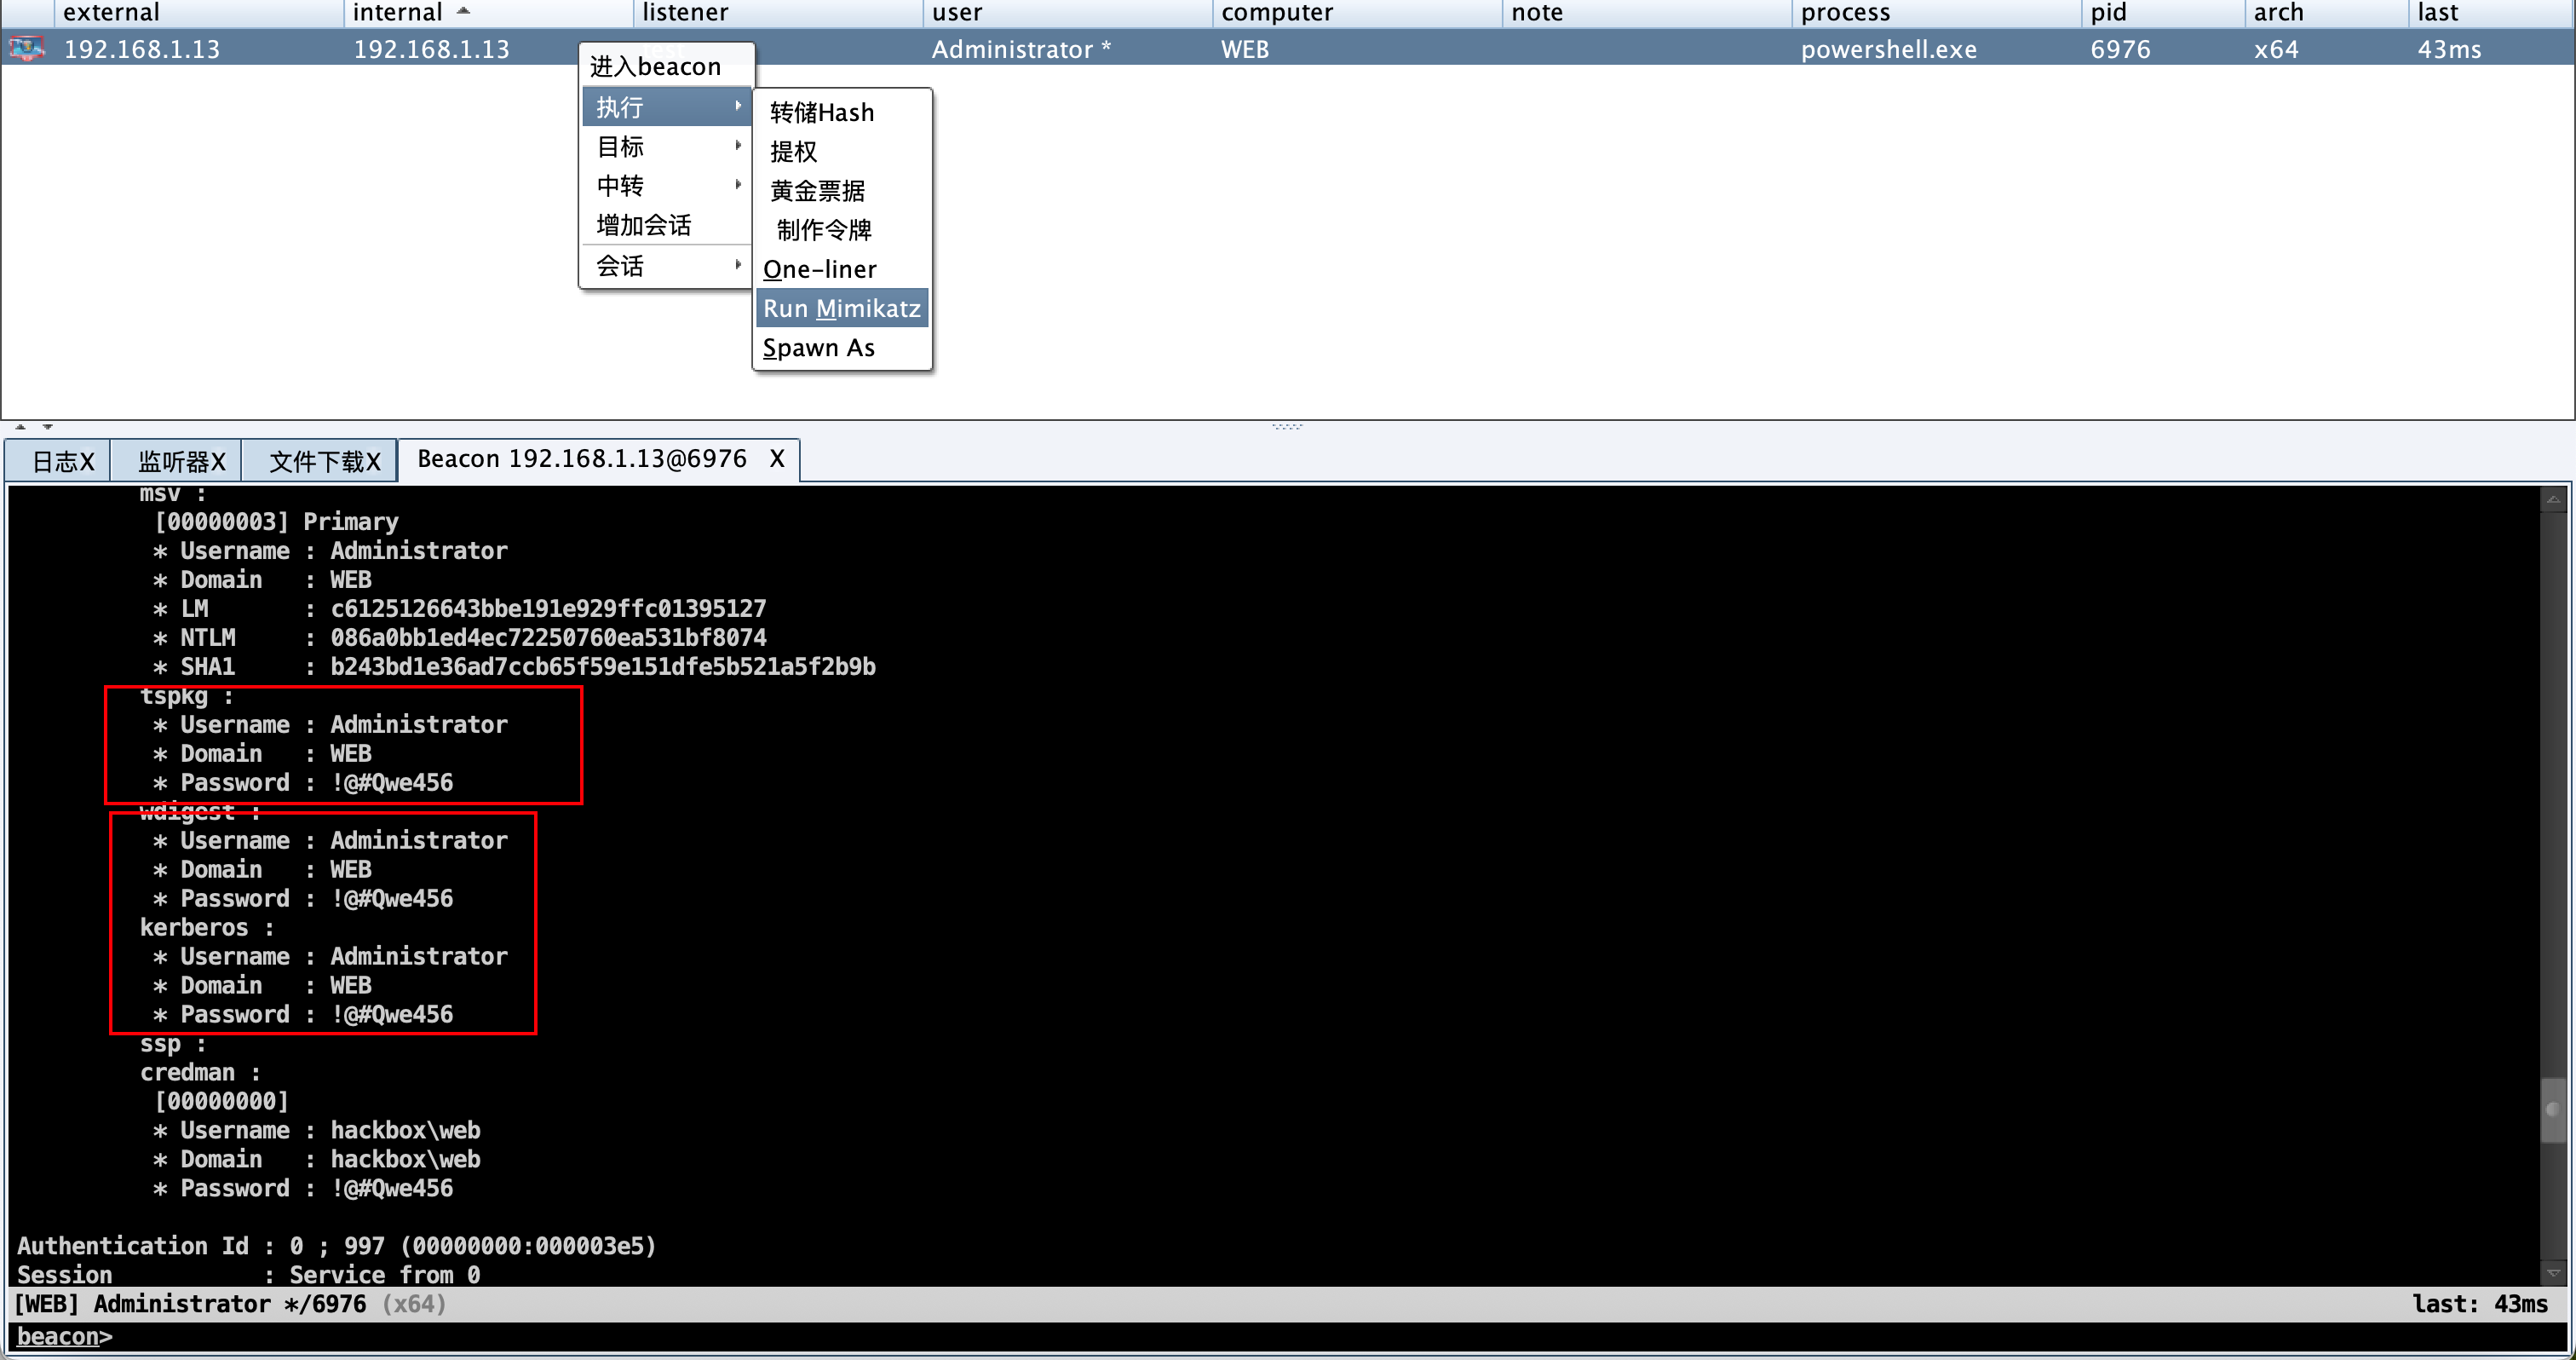 external internal listener user computer note process pid arch last
192.168.1.13 192.168.1.13 test Administrator * WEB powershell.exe 6976 x64 43ms
进入beacon
执行
目标
中转
增加会话
会话
转储Hash
提权
黄金票据
制作令牌
One-liner
Run Mimikatz
Spawn As
日志X 监听器X 文件下载X Beacon 192.168.1.13@6976 X
msv :
[00000003] Primary
* Username : Administrator
* Domain : WEB
* LM : c6125126643bbe191e929ffc01395127
* NTLM : 086a0bb1ed4ec72250760ea531bf8074
* SHA1 : b243bd1e36ad7ccb65f59e151dfe5b521a5f2b9b
tspkg :
* Username : Administrator
* Domain : WEB
* Password : !@#Qwe456
wdigest :
* Username : Administrator
* Domain : WEB
* Password : !@#Qwe456
kerberos :
* Username : Administrator
* Domain : WEB
* Password : !@#Qwe456
ssp :
credman :
[00000000]
* Username : hackbox\web
* Domain : hackbox\web
* Password : !@#Qwe456
Authentication Id : 0 ; 997 (00000000:000003e5)
Session : Service from 0
[WEB] Administrator */6976 (x64) last: 43ms
beacon>